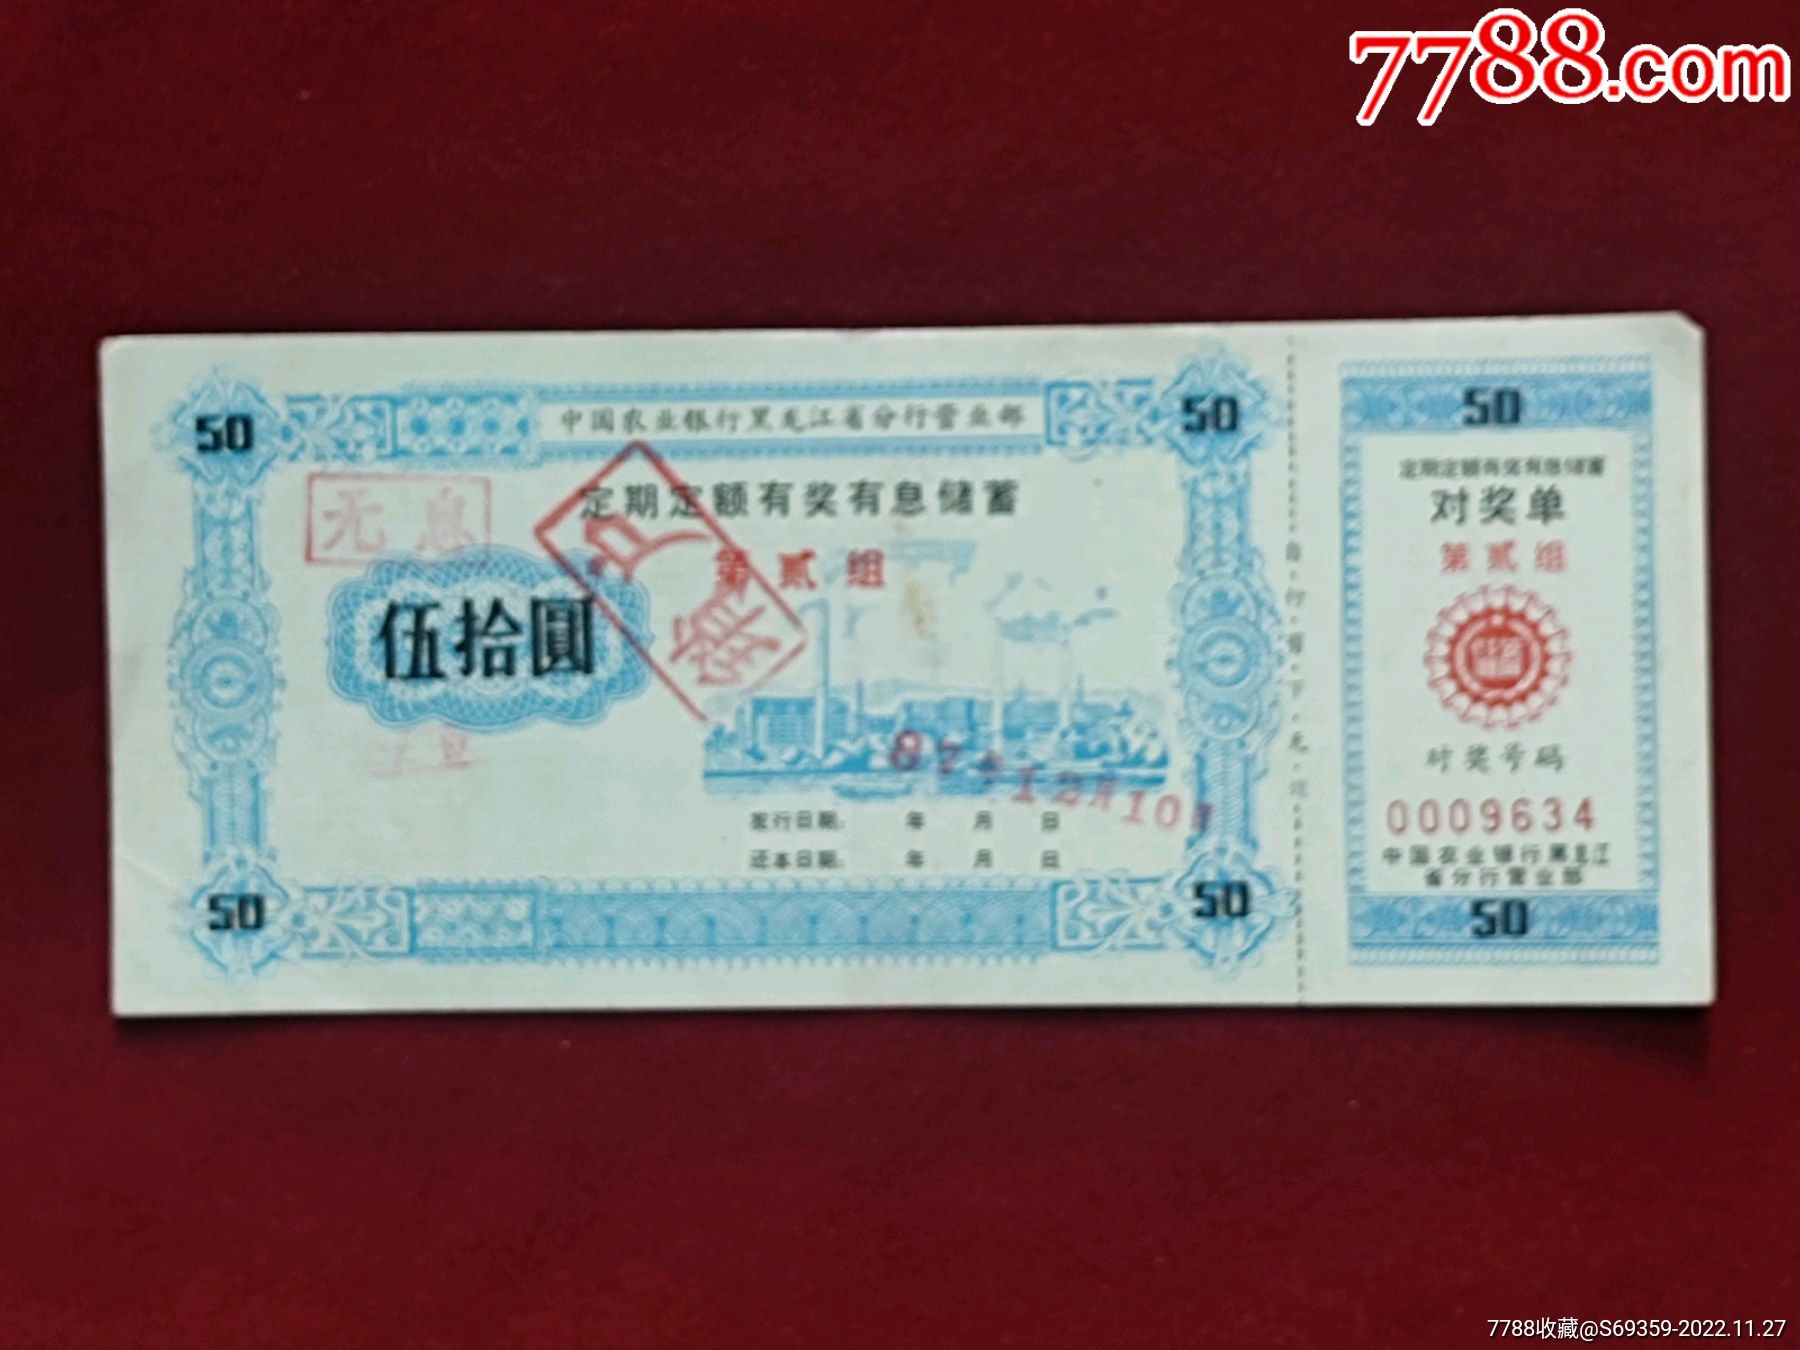 7788.com
50
中国农业银行黑龙江省分行营业部
50
无息
定期定额有奖有息储蓄
第贰组
伍拾圆
发行日期: 年 月 日
还本日期: 年 月 日
50
50
50
定期定额有奖有息储蓄
对奖单
第贰组
对奖号码
0009634
中国农业银行黑龙江
省分行营业部
50
7788收藏@S69359-2022.11.27